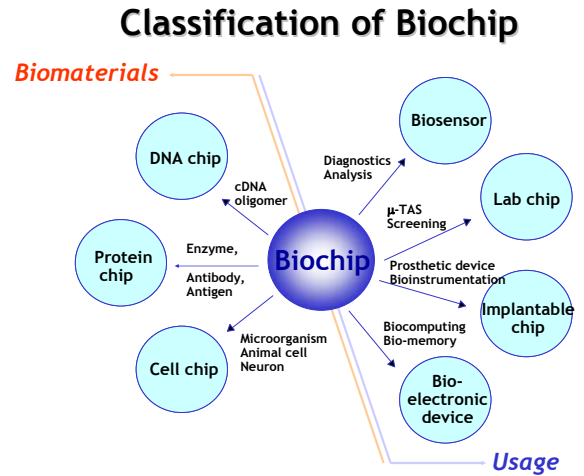 Classification of Biochip
Biomaterials
DNA chip
cDNA
oligomer
Protein
chip
Enzyme,
Antibody,
Antigen
Cell chip
Microorganism
Animal cell
Neuron
Biochip
Biosensor
Diagnostics
Analysis
Lab chip
μ-TAS
Screening
Prosthetic device
Bioinstrumentation
Implantable
chip
Biocomputing
Bio-memory
Bio-
electronic
device
Usage